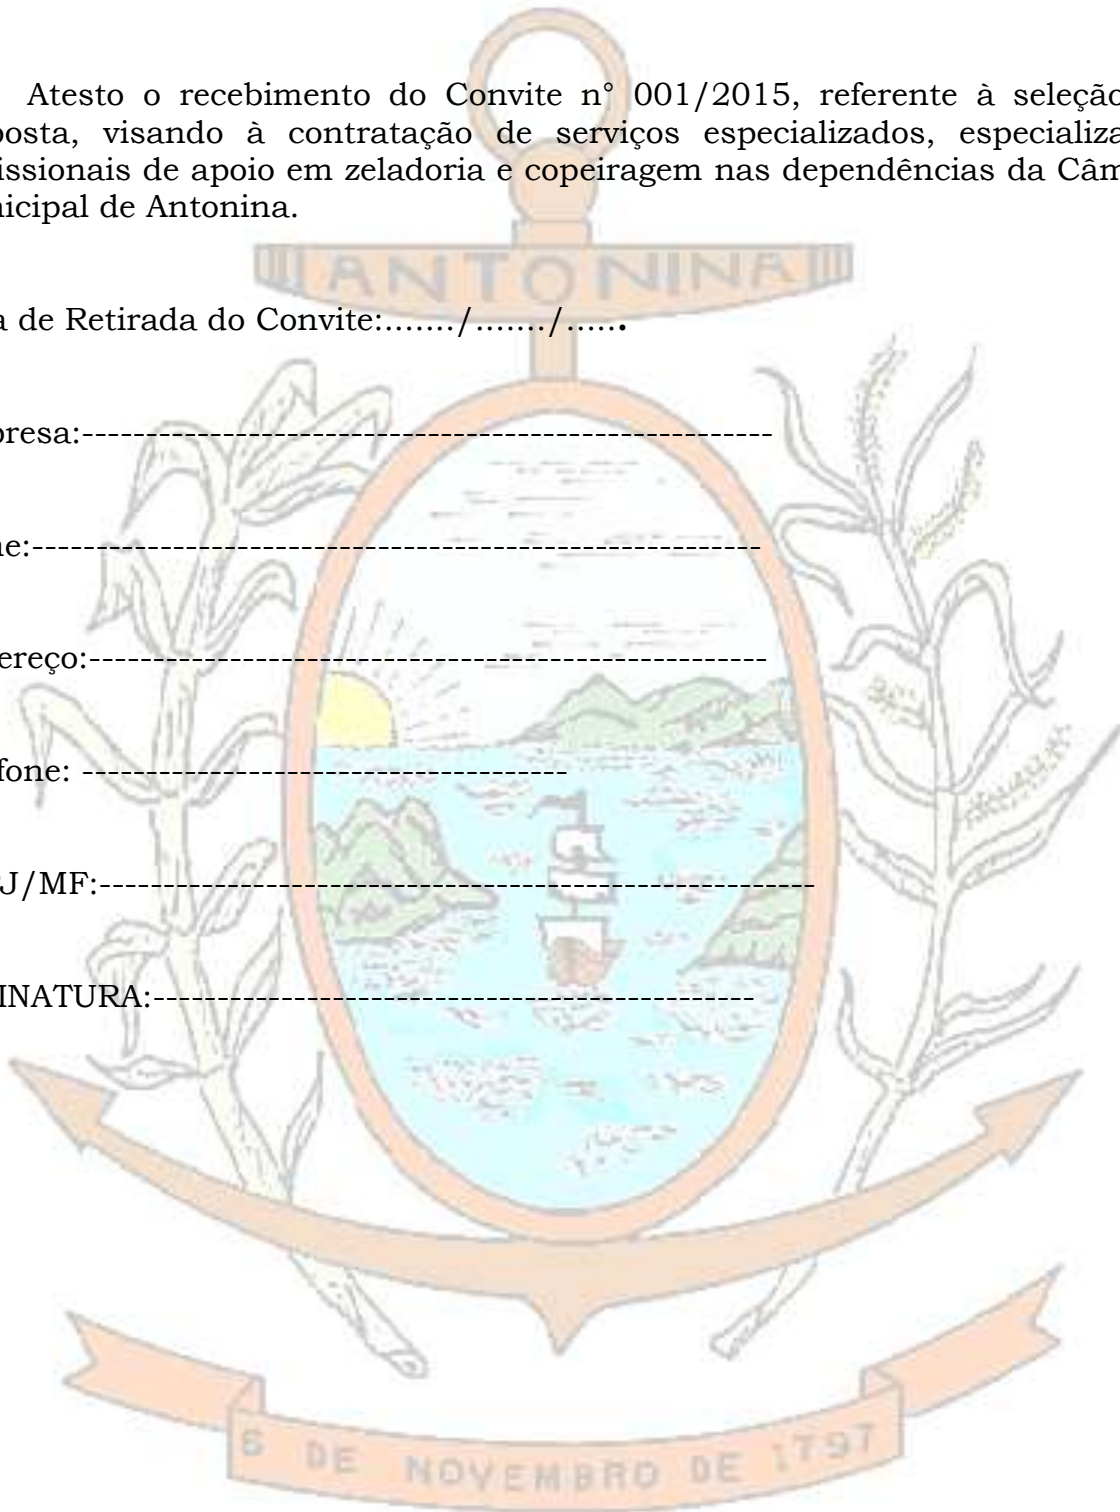 Atesto o recebimento do Convite n° 001/2015, referente à seleção
posta, visando à contratação de serviços especializados, especializa
issionais de apoio em zeladoria e copeiragem nas dependências da Câm
nicipal de Antonina.
ANTONINA
a de Retirada do Convite:......./......./......
presa:------------------------------------------------------
ne:---------------------------------------------------------
ereço:-----------------------------------------------------
fone: --------------------------------------
J/MF:--------------------------------------------------------
INATURA:-----------------------------------------------
6 DE NOVEMBRO DE 1797